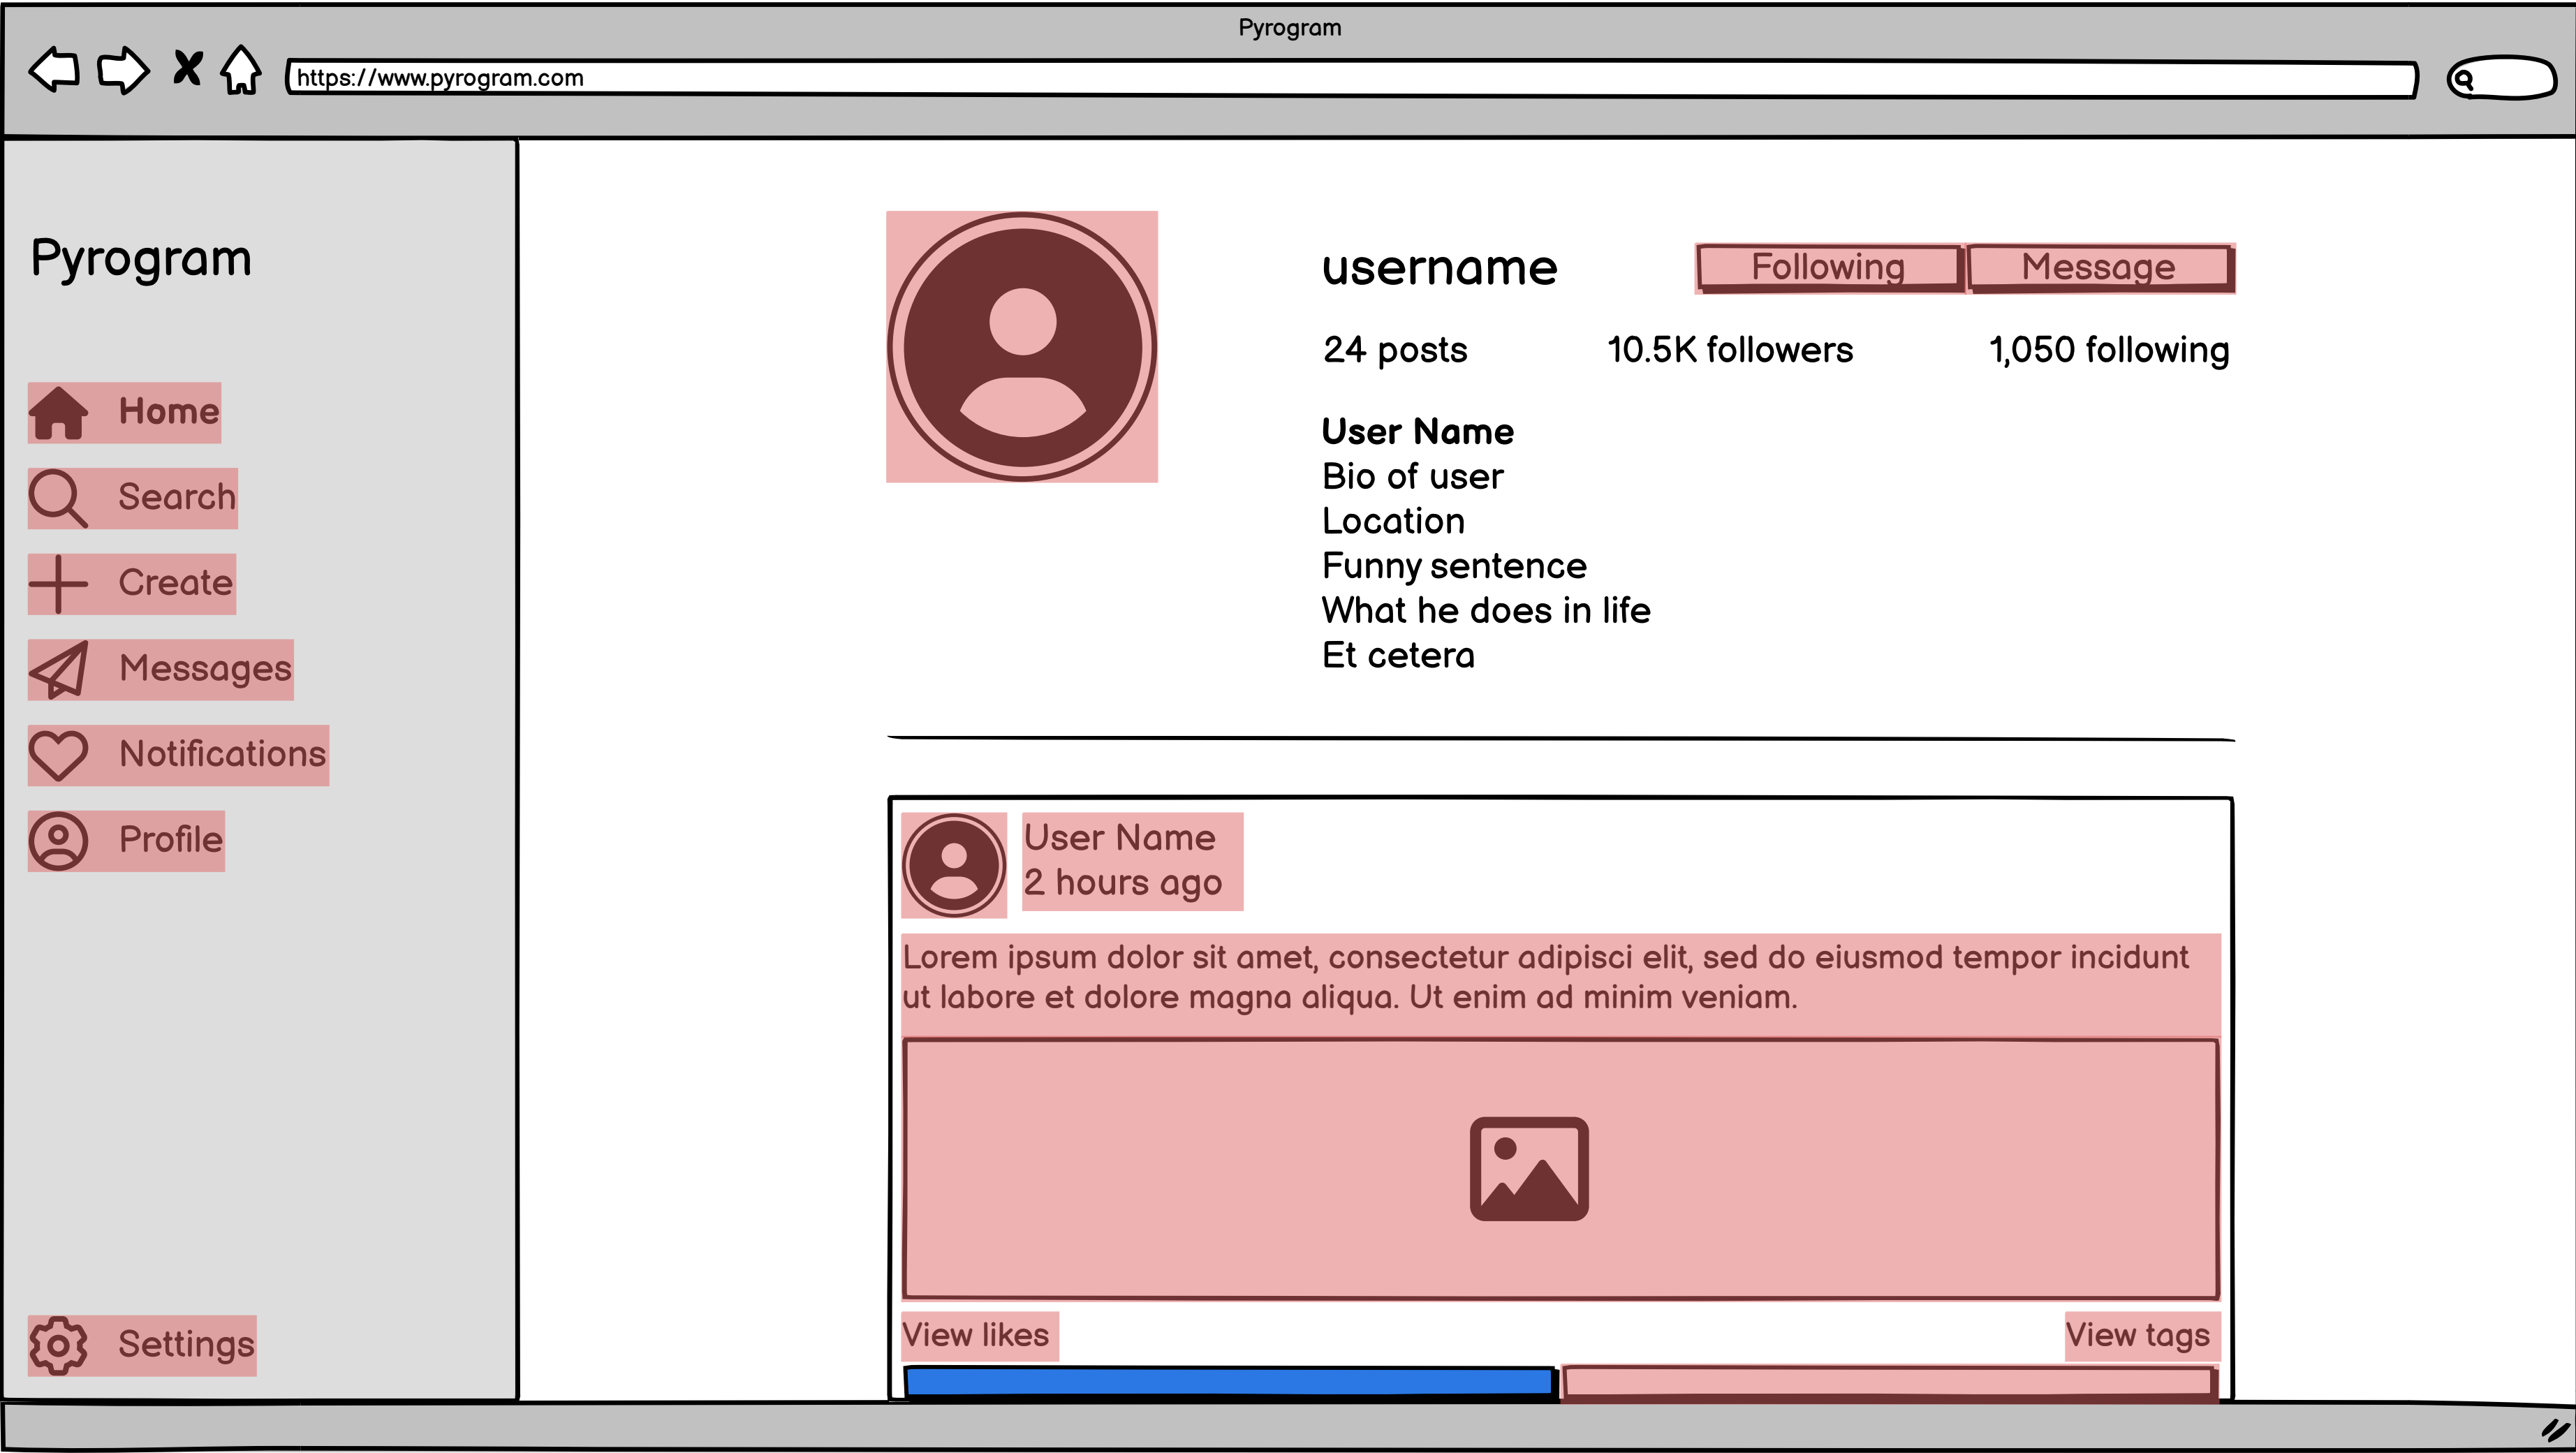 Pyrogram
https://www.pyrogram.com
Pyrogram
Home
Search
Create
Messages
Notifications
Profile
Settings
username
Following
Message
24 posts
10.5K followers
1,050 following
User Name
Bio of user
Location
Funny sentence
What he does in life
Et cetera
User Name
2 hours ago
Lorem ipsum dolor sit amet, consectetur adipisci elit, sed do eiusmod tempor incidunt
ut labore et dolore magna aliqua. Ut enim ad minim veniam.
View likes
View tags